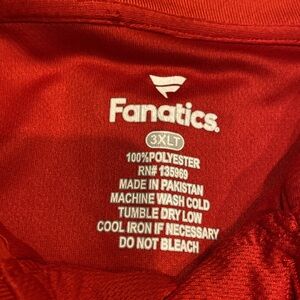 Fanatics.
3XLT
100%POLYESTER
RN# 135969
MADE IN PAKISTAN
MACHINE WASH COLD
TUMBLE DRY LOW
COOL IRON IF NECESSARY
DO NOT BLEACH